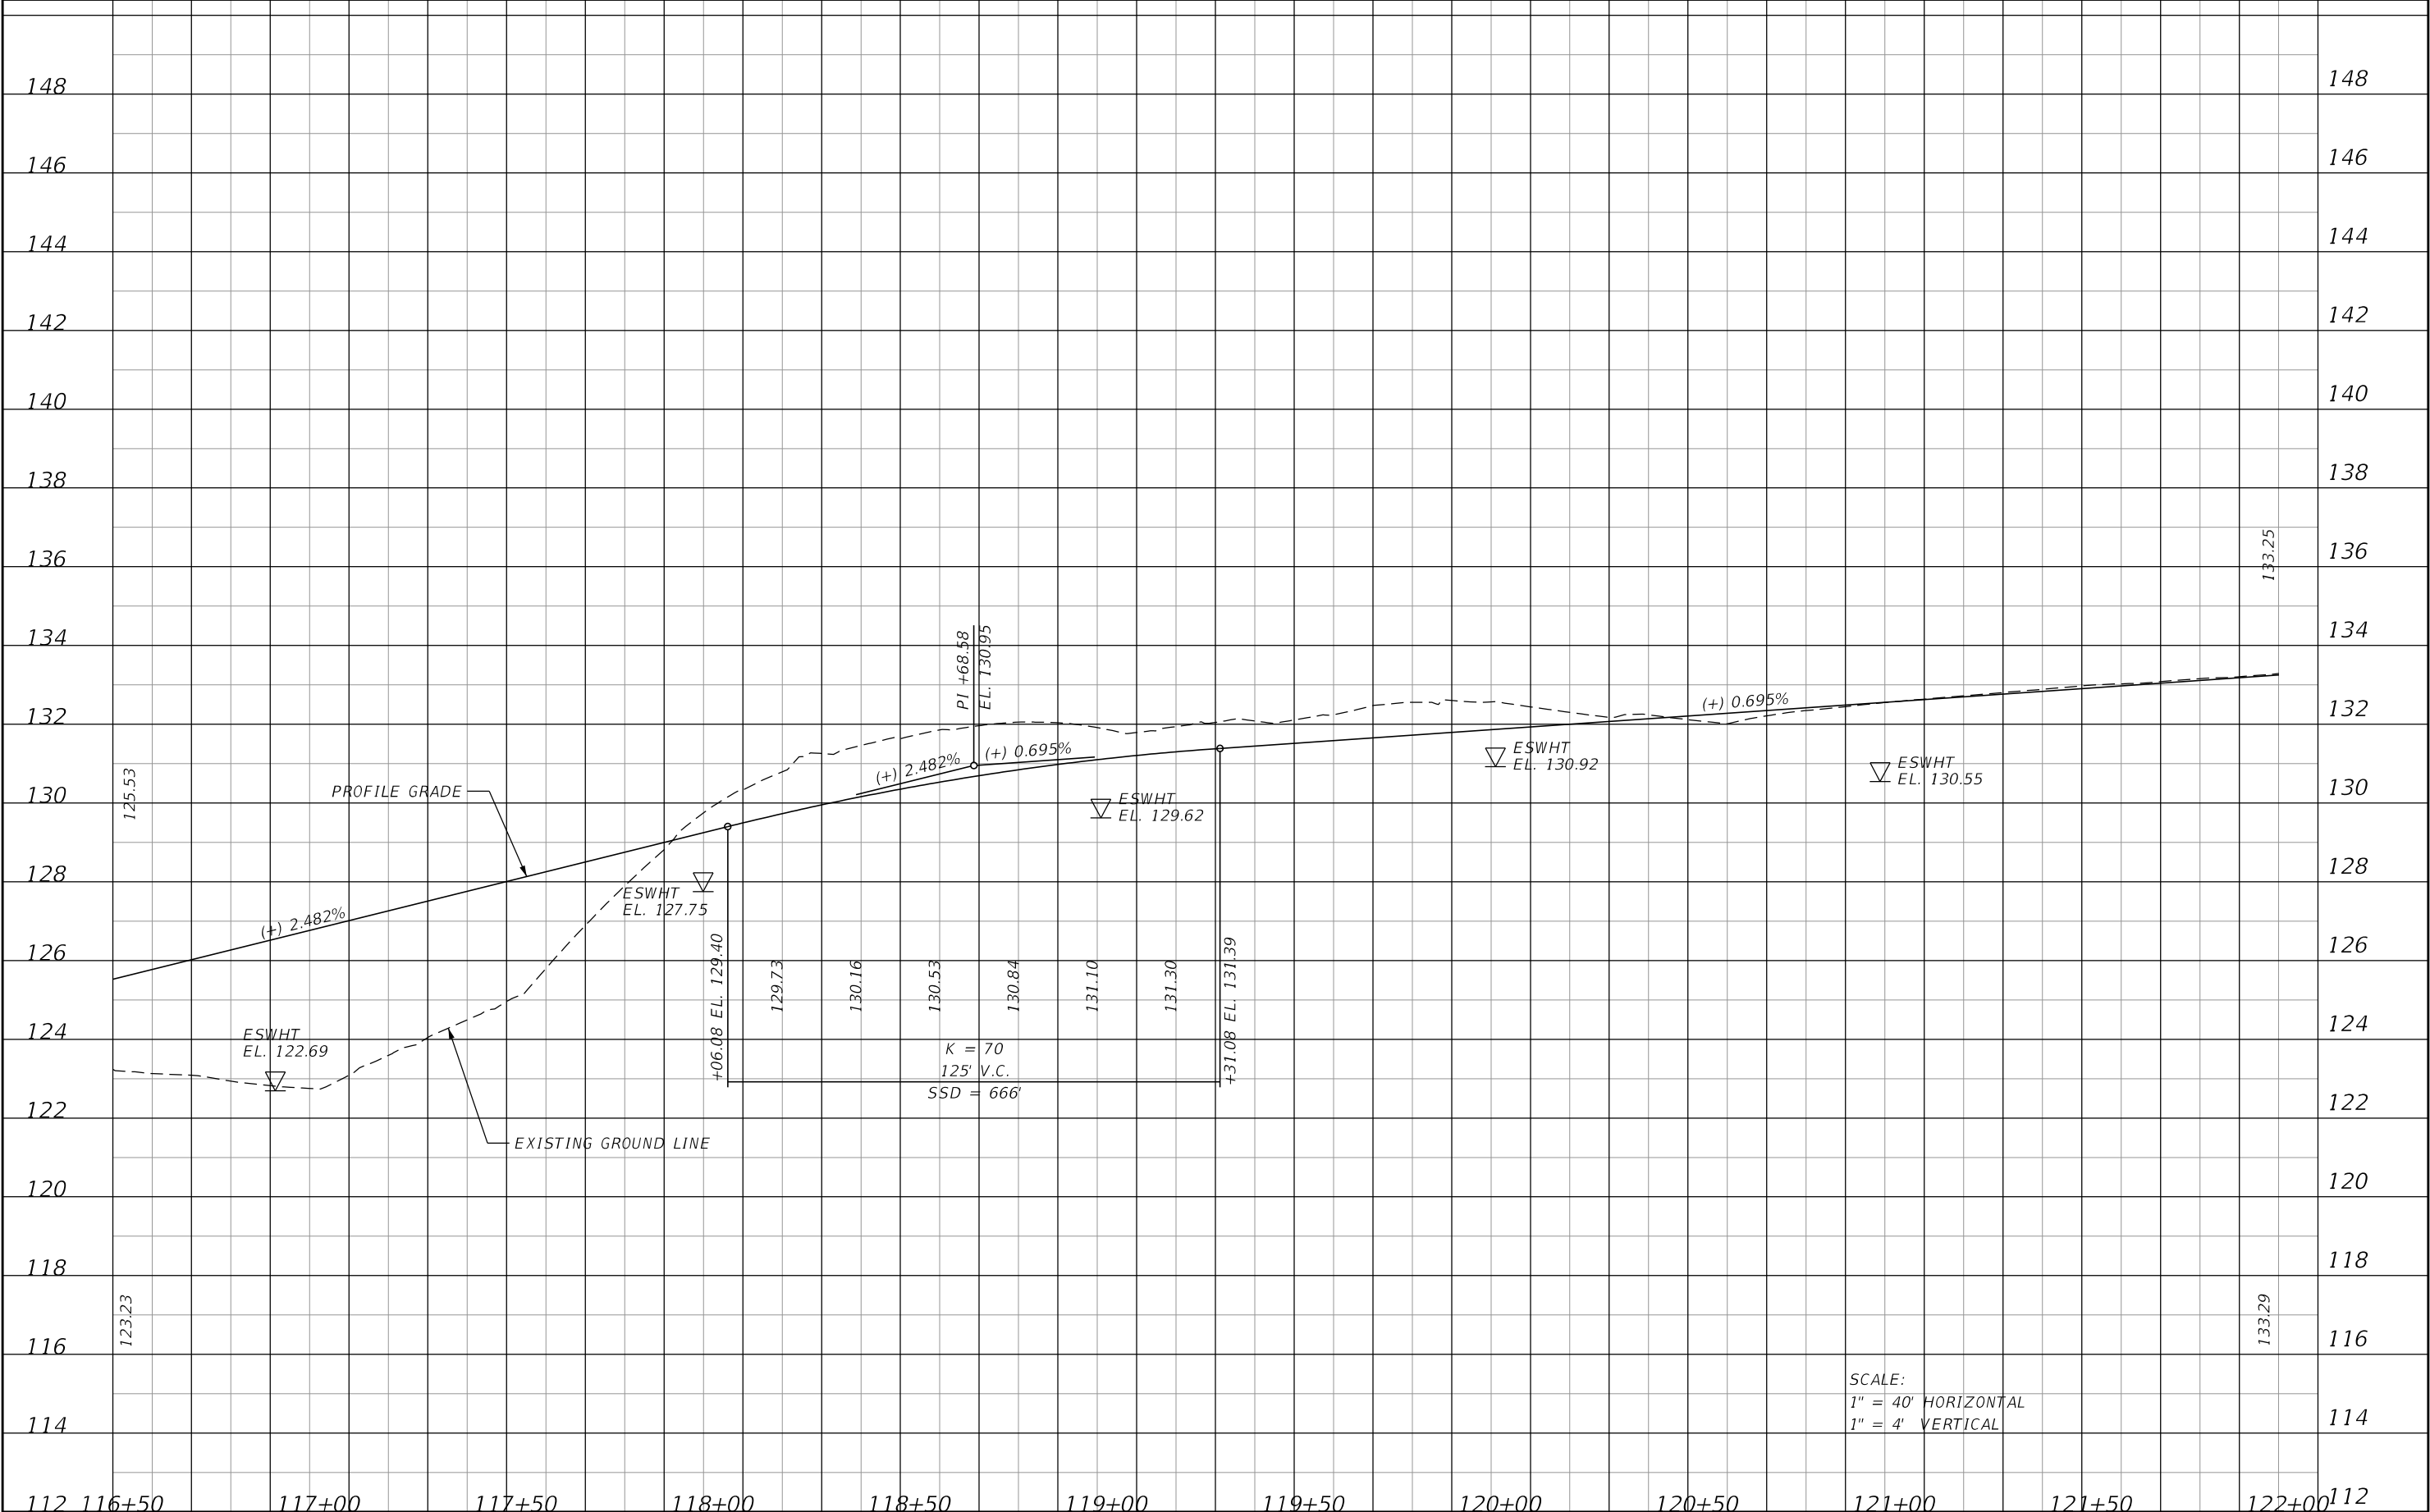 148 148
146 146
144 144
142 142
140 140
138 138
136 136
133.25
134 134
PI +68.58
EL. 130.95
132 132
(+) 0.695%
(+) 2.482%
(+) 0.695%
ESWHT
EL. 130.92
ESWHT
EL. 130.55
125.53
PROFILE GRADE
130 130
ESWHT
EL. 129.62
128 128
ESWHT
EL. 127.75
(+) 2.482%
126 126
+06.08 EL. 129.40
129.73
130.16
130.53
130.84
131.10
131.30
+31.08 EL. 131.39
124 124
ESWHT
EL. 122.69
K = 70
125' V.C.
SSD = 666'
122 122
EXISTING GROUND LINE
120 120
118 118
123.23
133.29
116 116
SCALE:
1" = 40' HORIZONTAL
1" = 4' VERTICAL
114 114
112 116+50 117+00 117+50 118+00 118+50 119+00 119+50 120+00 120+50 121+00 121+50 122+00 112